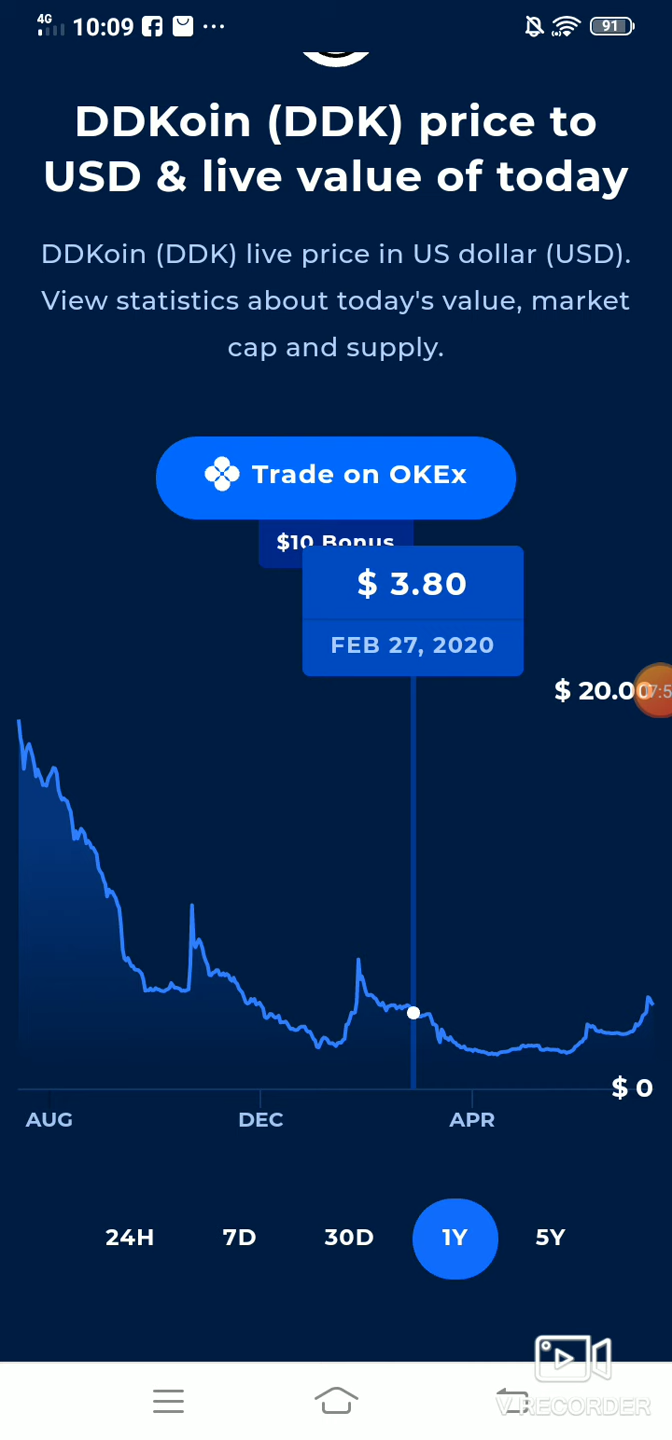 4G 10:09 91
DDKoin (DDK) price to
USD & live value of today
DDKoin (DDK) live price in US dollar (USD).
View statistics about today's value, market
cap and supply.
Trade on OKEx
$10 Bonus
$ 3.80
FEB 27, 2020
$ 20.00
$ 0
AUG DEC APR
24H 7D 30D 1Y 5Y
V RECORDER